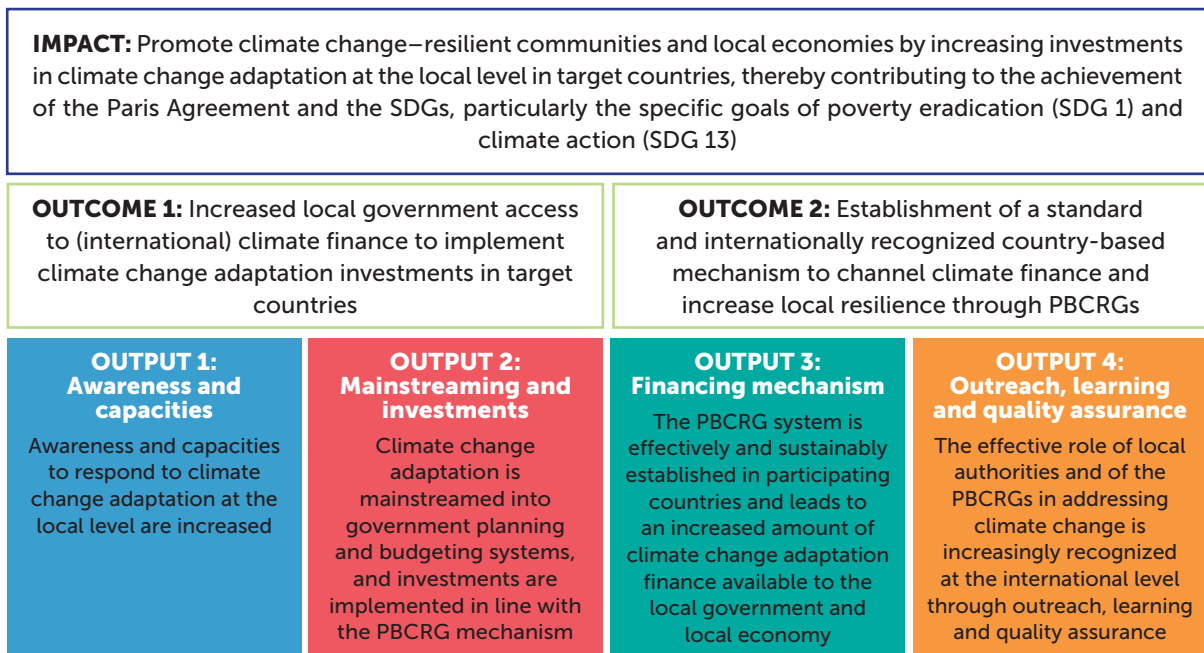 IMPACT: Promote climate change–resilient communities and local economies by increasing investments
in climate change adaptation at the local level in target countries, thereby contributing to the achievement
of the Paris Agreement and the SDGs, particularly the specific goals of poverty eradication (SDG 1) and
climate action (SDG 13)
OUTCOME 1: Increased local government access
to (international) climate finance to implement
climate change adaptation investments in target
countries
OUTCOME 2: Establishment of a standard
and internationally recognized country-based
mechanism to channel climate finance and
increase local resilience through PBCRGs
OUTPUT 1:
Awareness and
capacities
Awareness and capacities
to respond to climate
change adaptation at the
local level are increased
OUTPUT 2:
Mainstreaming and
investments
Climate change
adaptation is
mainstreamed into
government planning
and budgeting systems,
and investments are
implemented in line with
the PBCRG mechanism
OUTPUT 3:
Financing mechanism
The PBCRG system is
effectively and sustainably
established in participating
countries and leads to
an increased amount of
climate change adaptation
finance available to the
local government and
local economy
OUTPUT 4:
Outreach, learning
and quality assurance
The effective role of local
authorities and of the
PBCRGs in addressing
climate change is
increasingly recognized
at the international level
through outreach, learning
and quality assurance